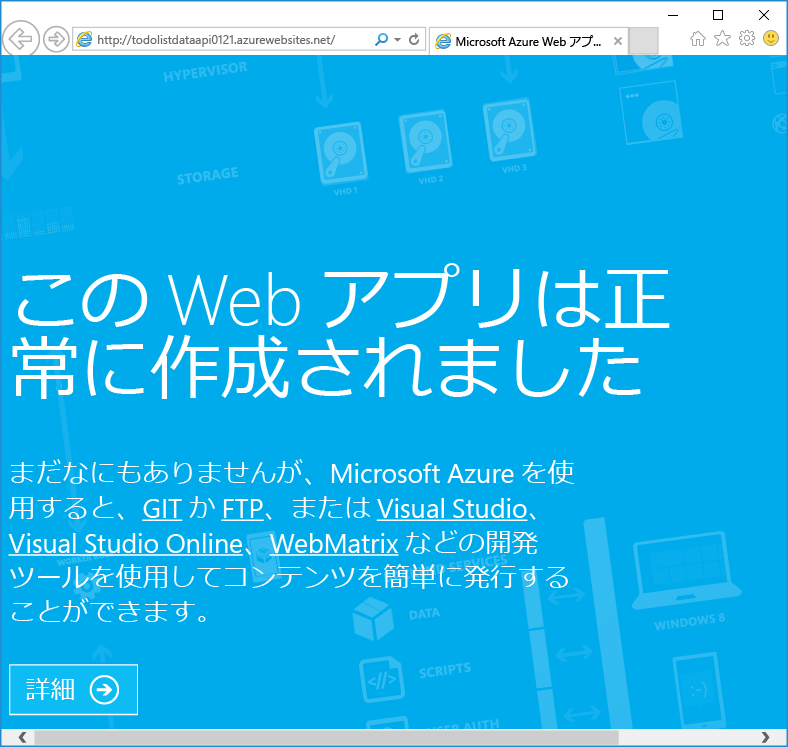 http://todolistdataapi0121.azurewebsites.net/
Microsoft Azure Web アプ...
HYPERVISOR
STORAGE
VHD 1
VHD 2
VHD 3
この Web アプリは正
常に作成されました
まだなにもありませんが、Microsoft Azure を使
用すると、GIT か FTP、または Visual Studio、
Visual Studio Online、WebMatrix などの開発
ツールを使用してコンテンツを簡単に発行する
ことができます。
DATA
WINDOWS 8
SCRIPTS
詳細